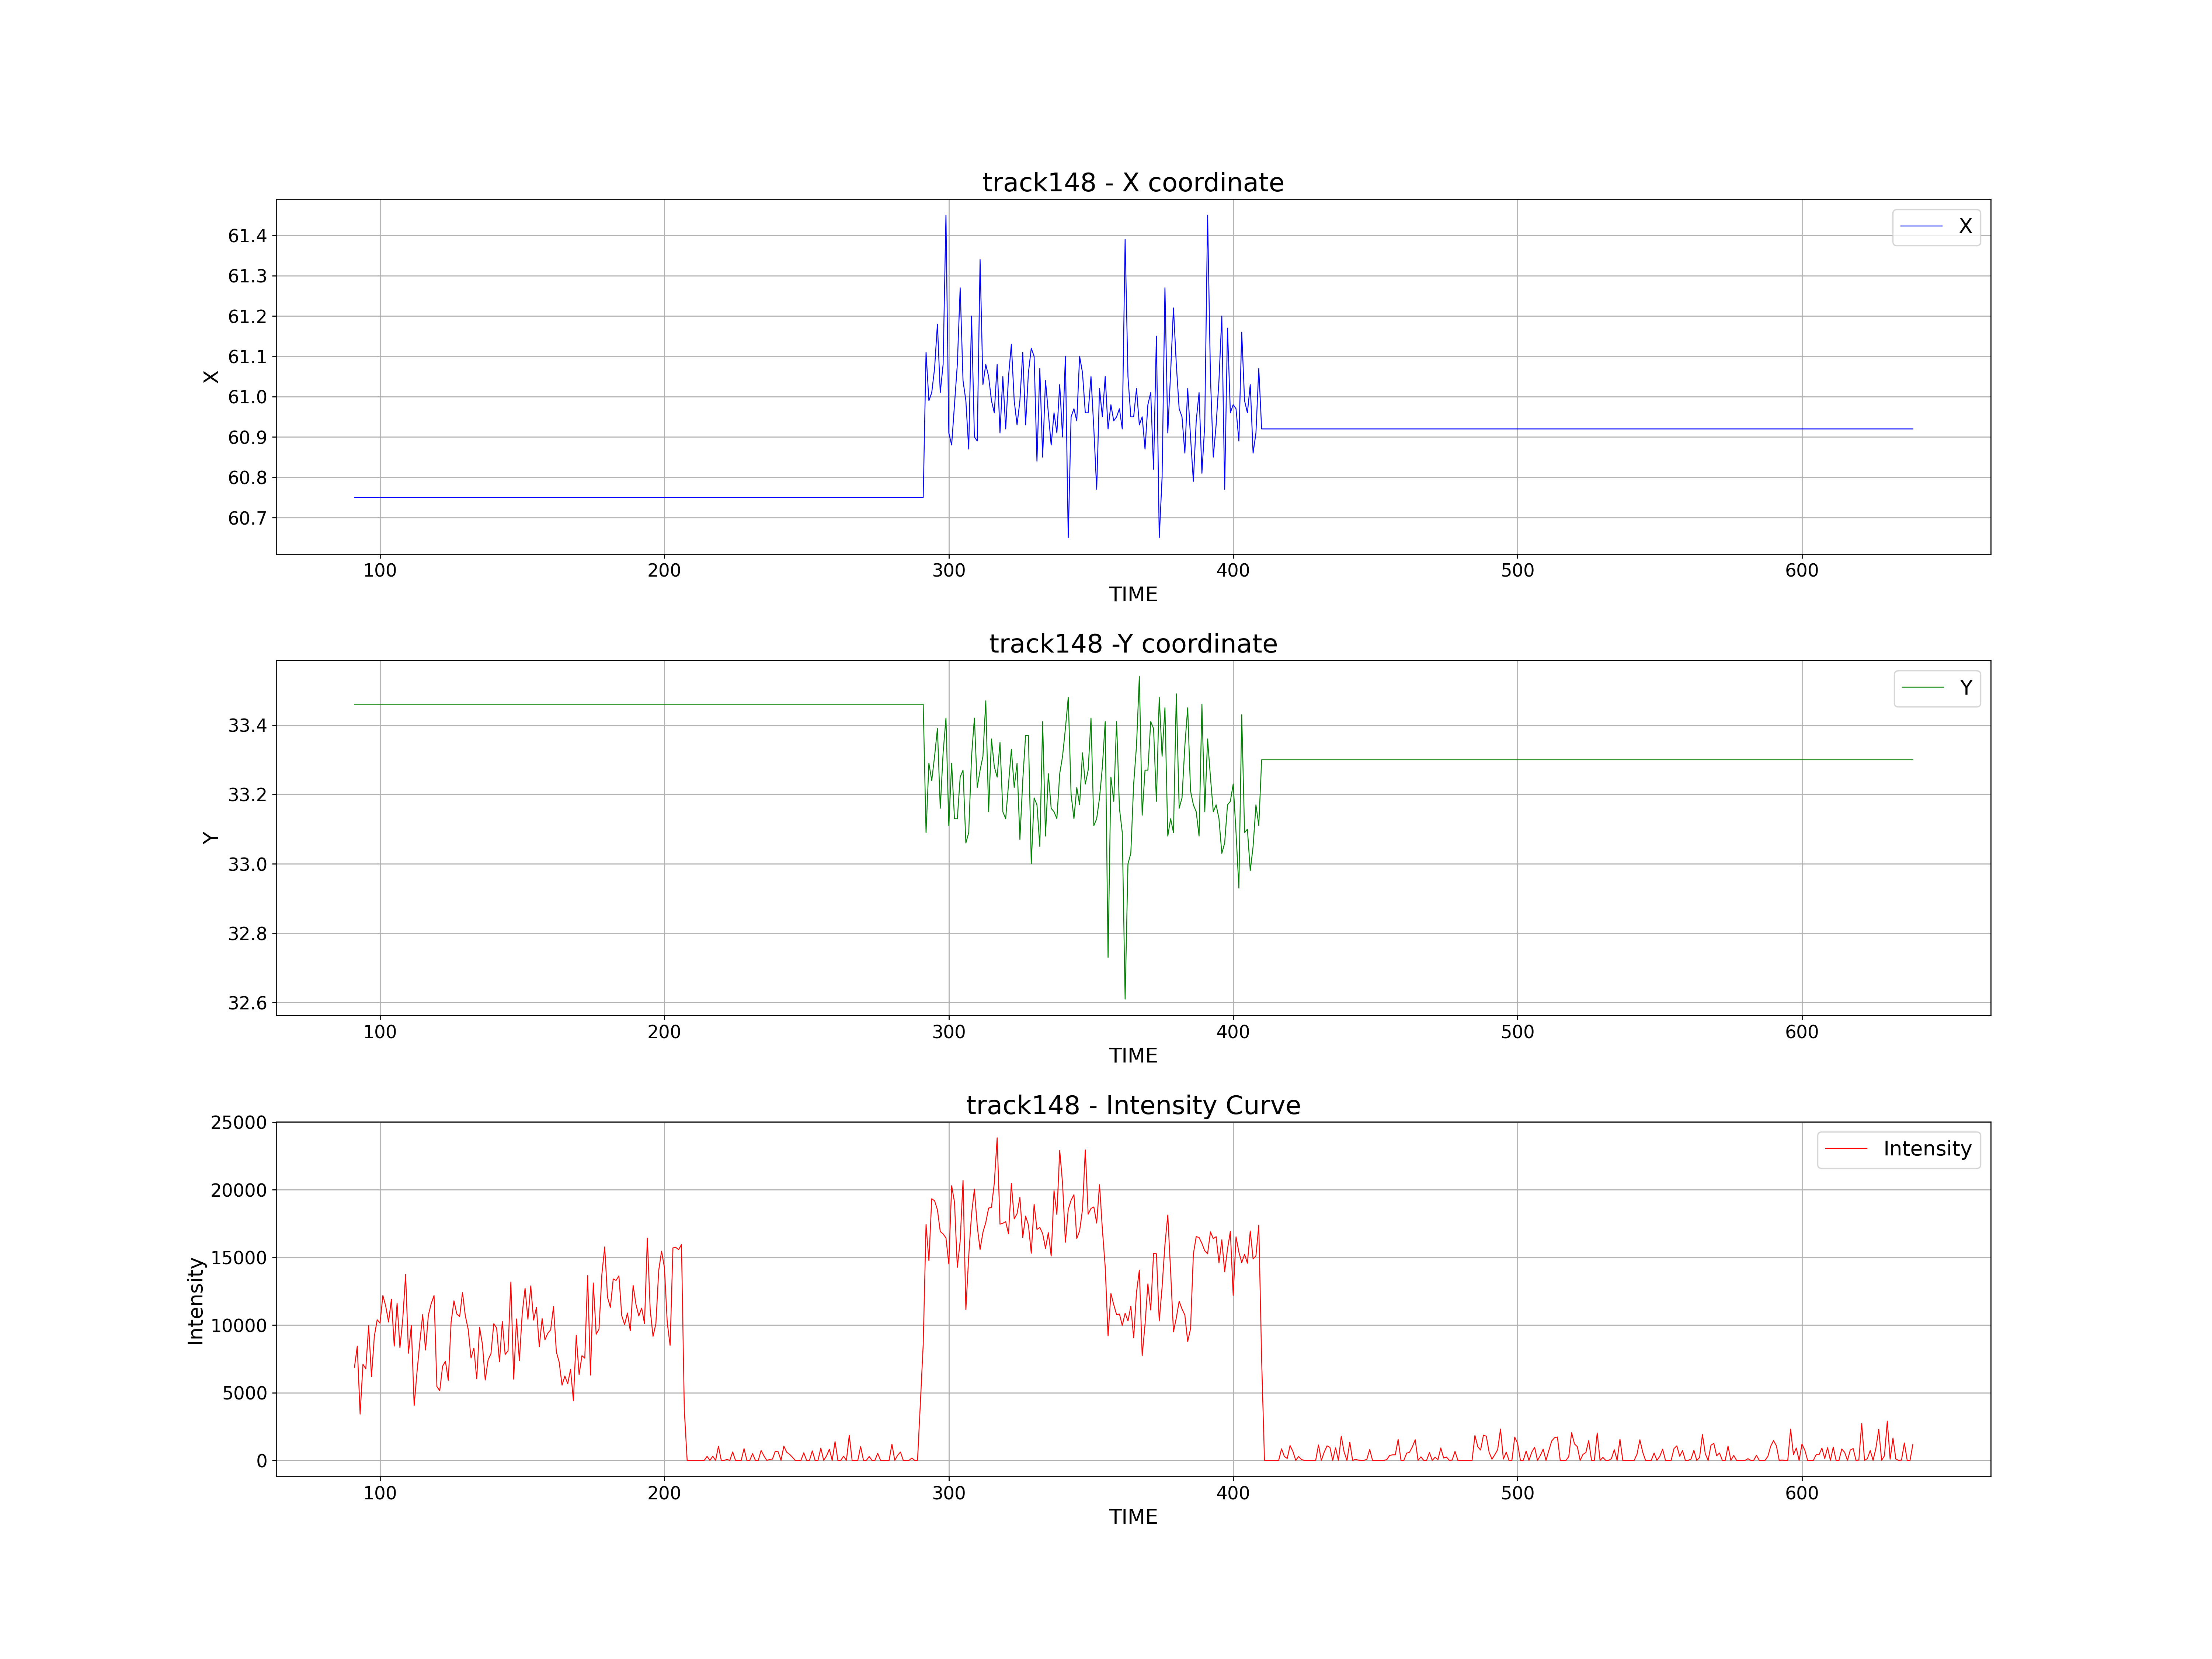 track148 - X coordinate
X
61.4
61.3
61.2
61.1
61.0
60.9
60.8
60.7
X
100 200 300 400 500 600
TIME
track148 -Y coordinate
Y
33.4
33.2
33.0
32.8
32.6
Y
100 200 300 400 500 600
TIME
track148 - Intensity Curve
Intensity
25000
20000
15000
10000
5000
0
Intensity
100 200 300 400 500 600
TIME